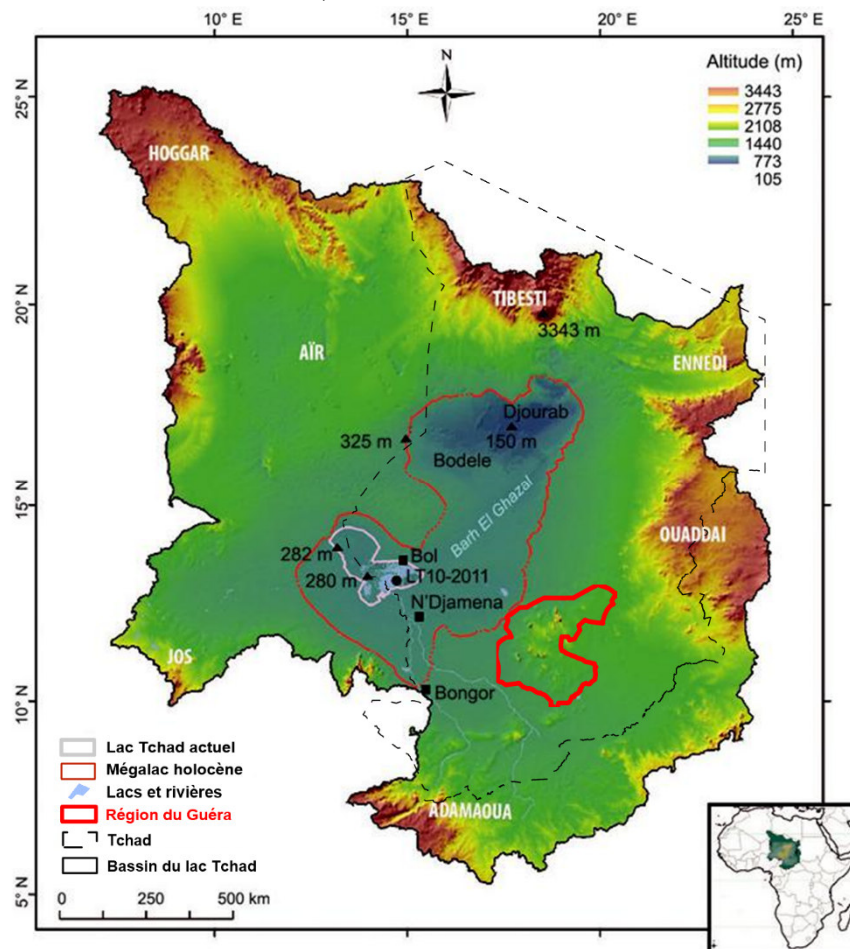 10° E
15° E
20° E
25° E
N
Altitude (m)
3443
2775
2108
1440
773
105
25° N
HOGGAR
20° N
TIBESTI
3343 m
AÏR
ENNEDI
Djourab
325 m
150 m
Bodele
15° N
Barh El Ghazal
OUADDAI
282 m
Bol
280 m
LT10-2011
N'Djamena
JOS
10° N
Bongor
Lac Tchad actuel
Mégalac holocène
Lacs et rivières
Région du Guéra
Tchad
Bassin du lac Tchad
ADAMAOUA
5° N
0 250 500 km